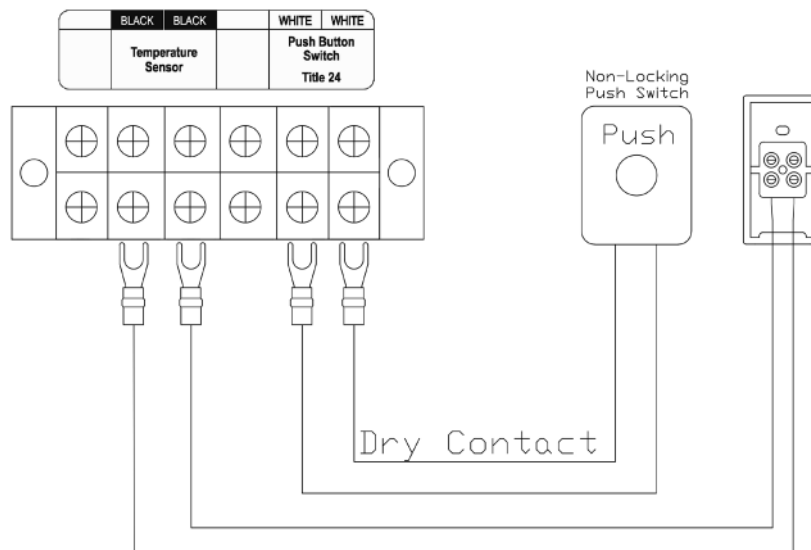 BLACK BLACK WHITE WHITE
Temperature
Sensor
Push Button
Switch
Title 24
Non-Locking
Push Switch
Push
Dry Contact